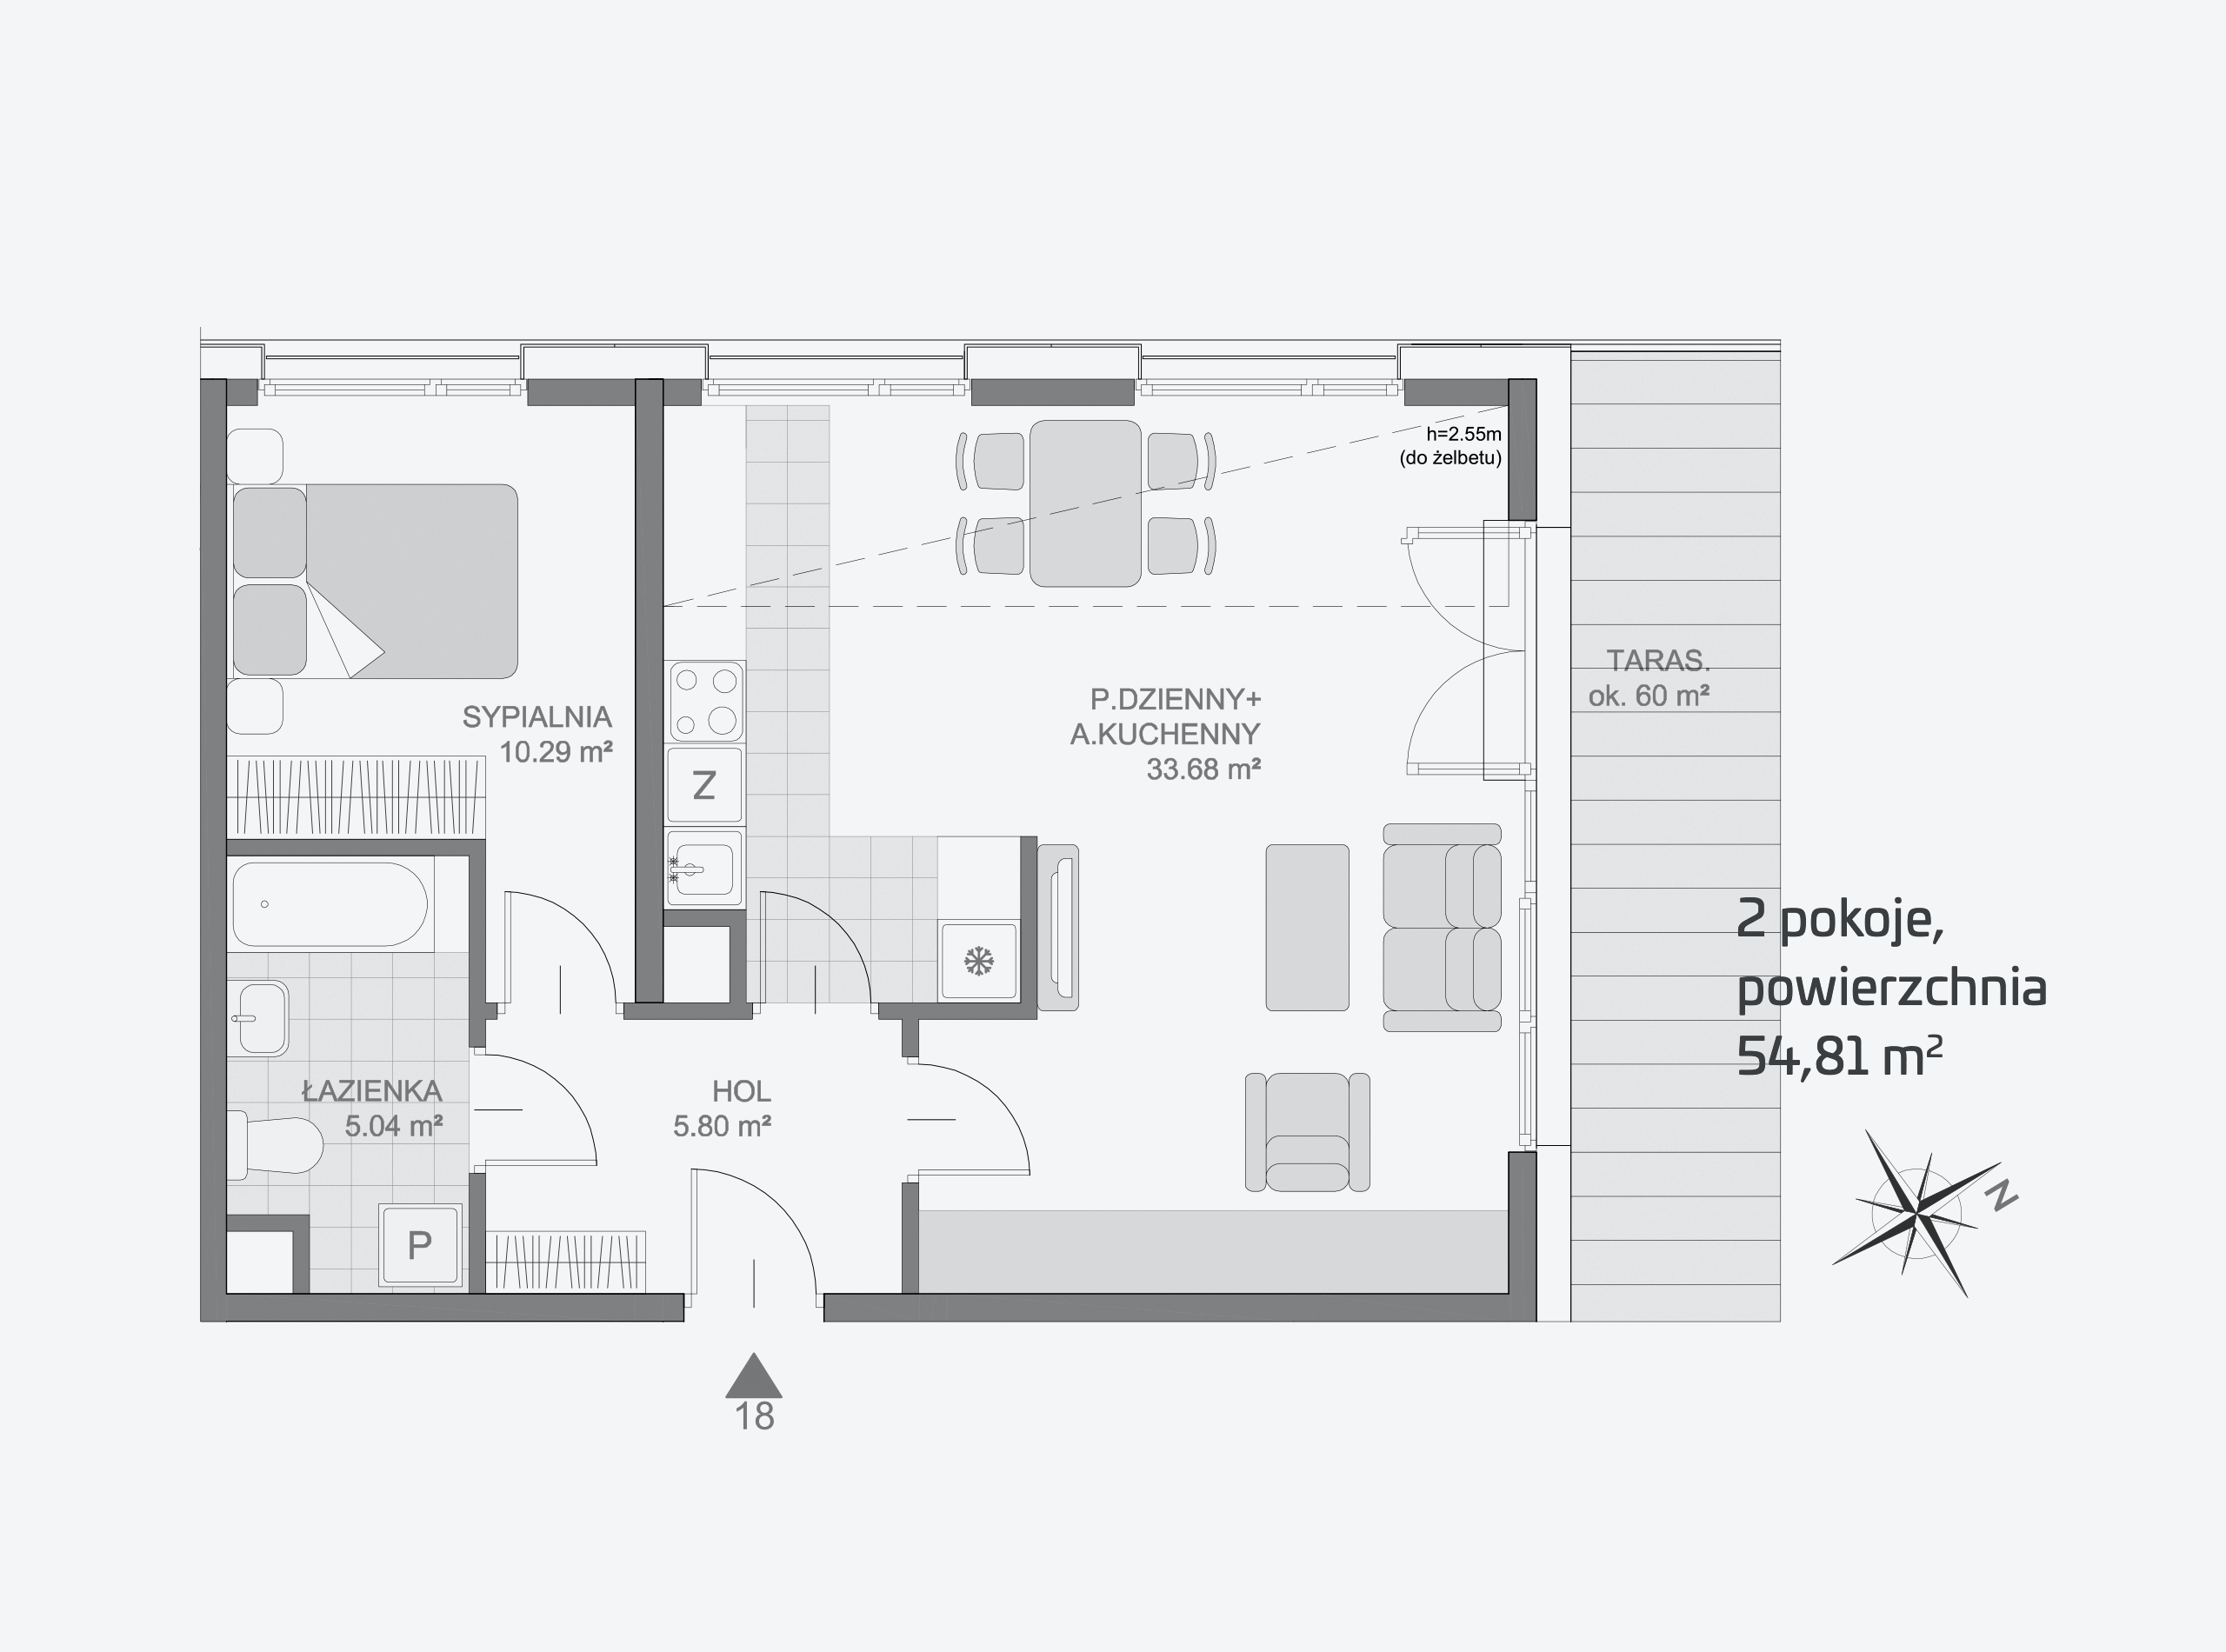 h=2.55m
(do żelbetu)
TARAS.
ok. 60 m²
P.DZIENNY+
A.KUCHENNY
33.68 m²
SYPIALNIA
10.29 m²
Z
2 pokoje,
powierzchnia
54,81 m²
ŁAZIENKA
5.04 m²
HOL
5.80 m²
P
N
18